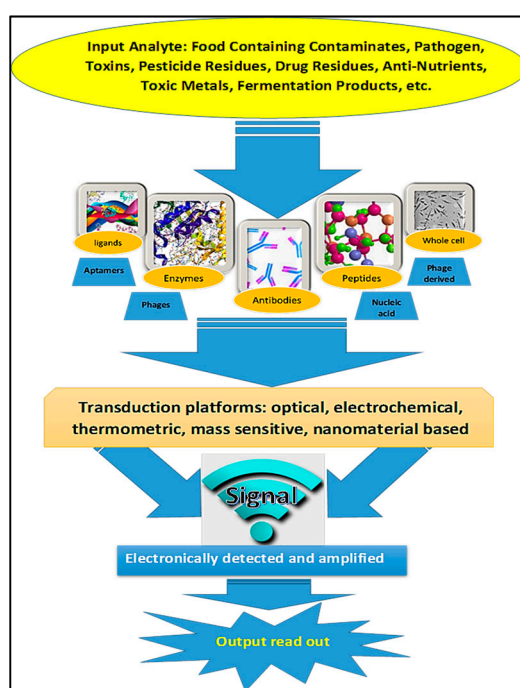 Input Analyte: Food Containing Contaminates, Pathogen,
Toxins, Pesticide Residues, Drug Residues, Anti-Nutrients,
Toxic Metals, Fermentation Products, etc.
ligands
Enzymes
Antibodies
Peptides
Whole cell
Aptamers
Phages
Nucleic
acid
Phage
derived
Transduction platforms: optical, electrochemical,
thermometric, mass sensitive, nanomaterial based
Signal
Electronically detected and amplified
Output read out